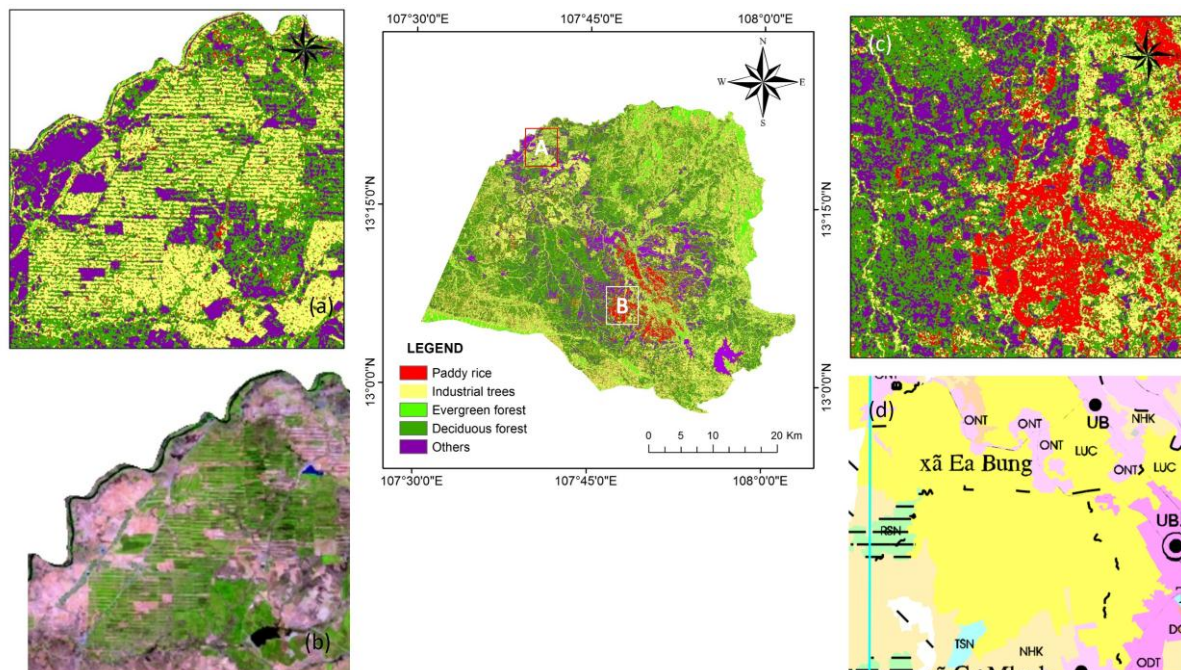 107°30'0"E
107°45'0"E
108°0'0"E
N
W
E
S
A
B
13°15'0"N
13°0'0"N
13°15'0"N
13°0'0"N
LEGEND
Paddy rice
Industrial trees
Evergreen forest
Deciduous forest
Others
0 5 10 20 Km
107°30'0"E
107°45'0"E
108°0'0"E
(a)
(b)
(c)
(d)
ONT
ONT
ONT
UB
NHK
ONT
LUC
ONT
LUC
xã Ea Bung
RSN
UB
TSN
NHK
ODT